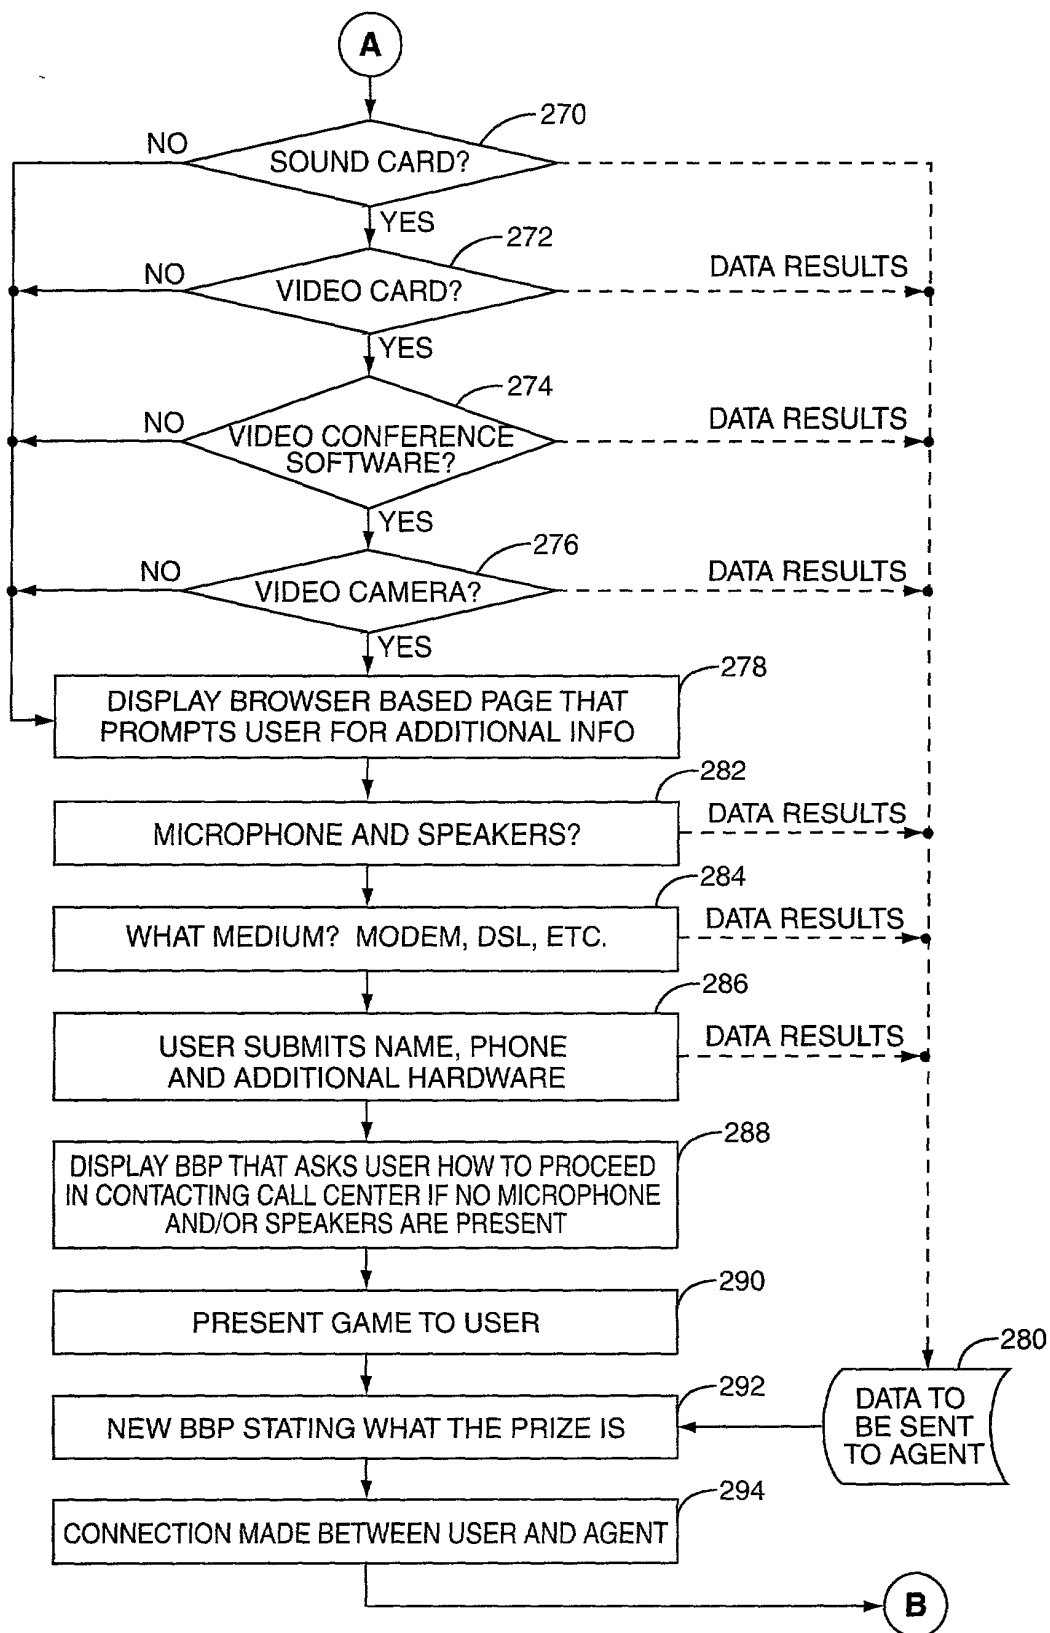 A
270
NO
SOUND CARD?
YES
272
NO
VIDEO CARD?
DATA RESULTS
YES
274
NO
VIDEO CONFERENCE
SOFTWARE?
DATA RESULTS
YES
276
NO
VIDEO CAMERA?
DATA RESULTS
YES
278
DISPLAY BROWSER BASED PAGE THAT
PROMPTS USER FOR ADDITIONAL INFO
282
MICROPHONE AND SPEAKERS?
DATA RESULTS
284
WHAT MEDIUM? MODEM, DSL, ETC.
DATA RESULTS
286
USER SUBMITS NAME, PHONE
AND ADDITIONAL HARDWARE
DATA RESULTS
288
DISPLAY BBP THAT ASKS USER HOW TO PROCEED
IN CONTACTING CALL CENTER IF NO MICROPHONE
AND/OR SPEAKERS ARE PRESENT
290
PRESENT GAME TO USER
280
DATA TO
BE SENT
TO AGENT
292
NEW BBP STATING WHAT THE PRIZE IS
294
CONNECTION MADE BETWEEN USER AND AGENT
B